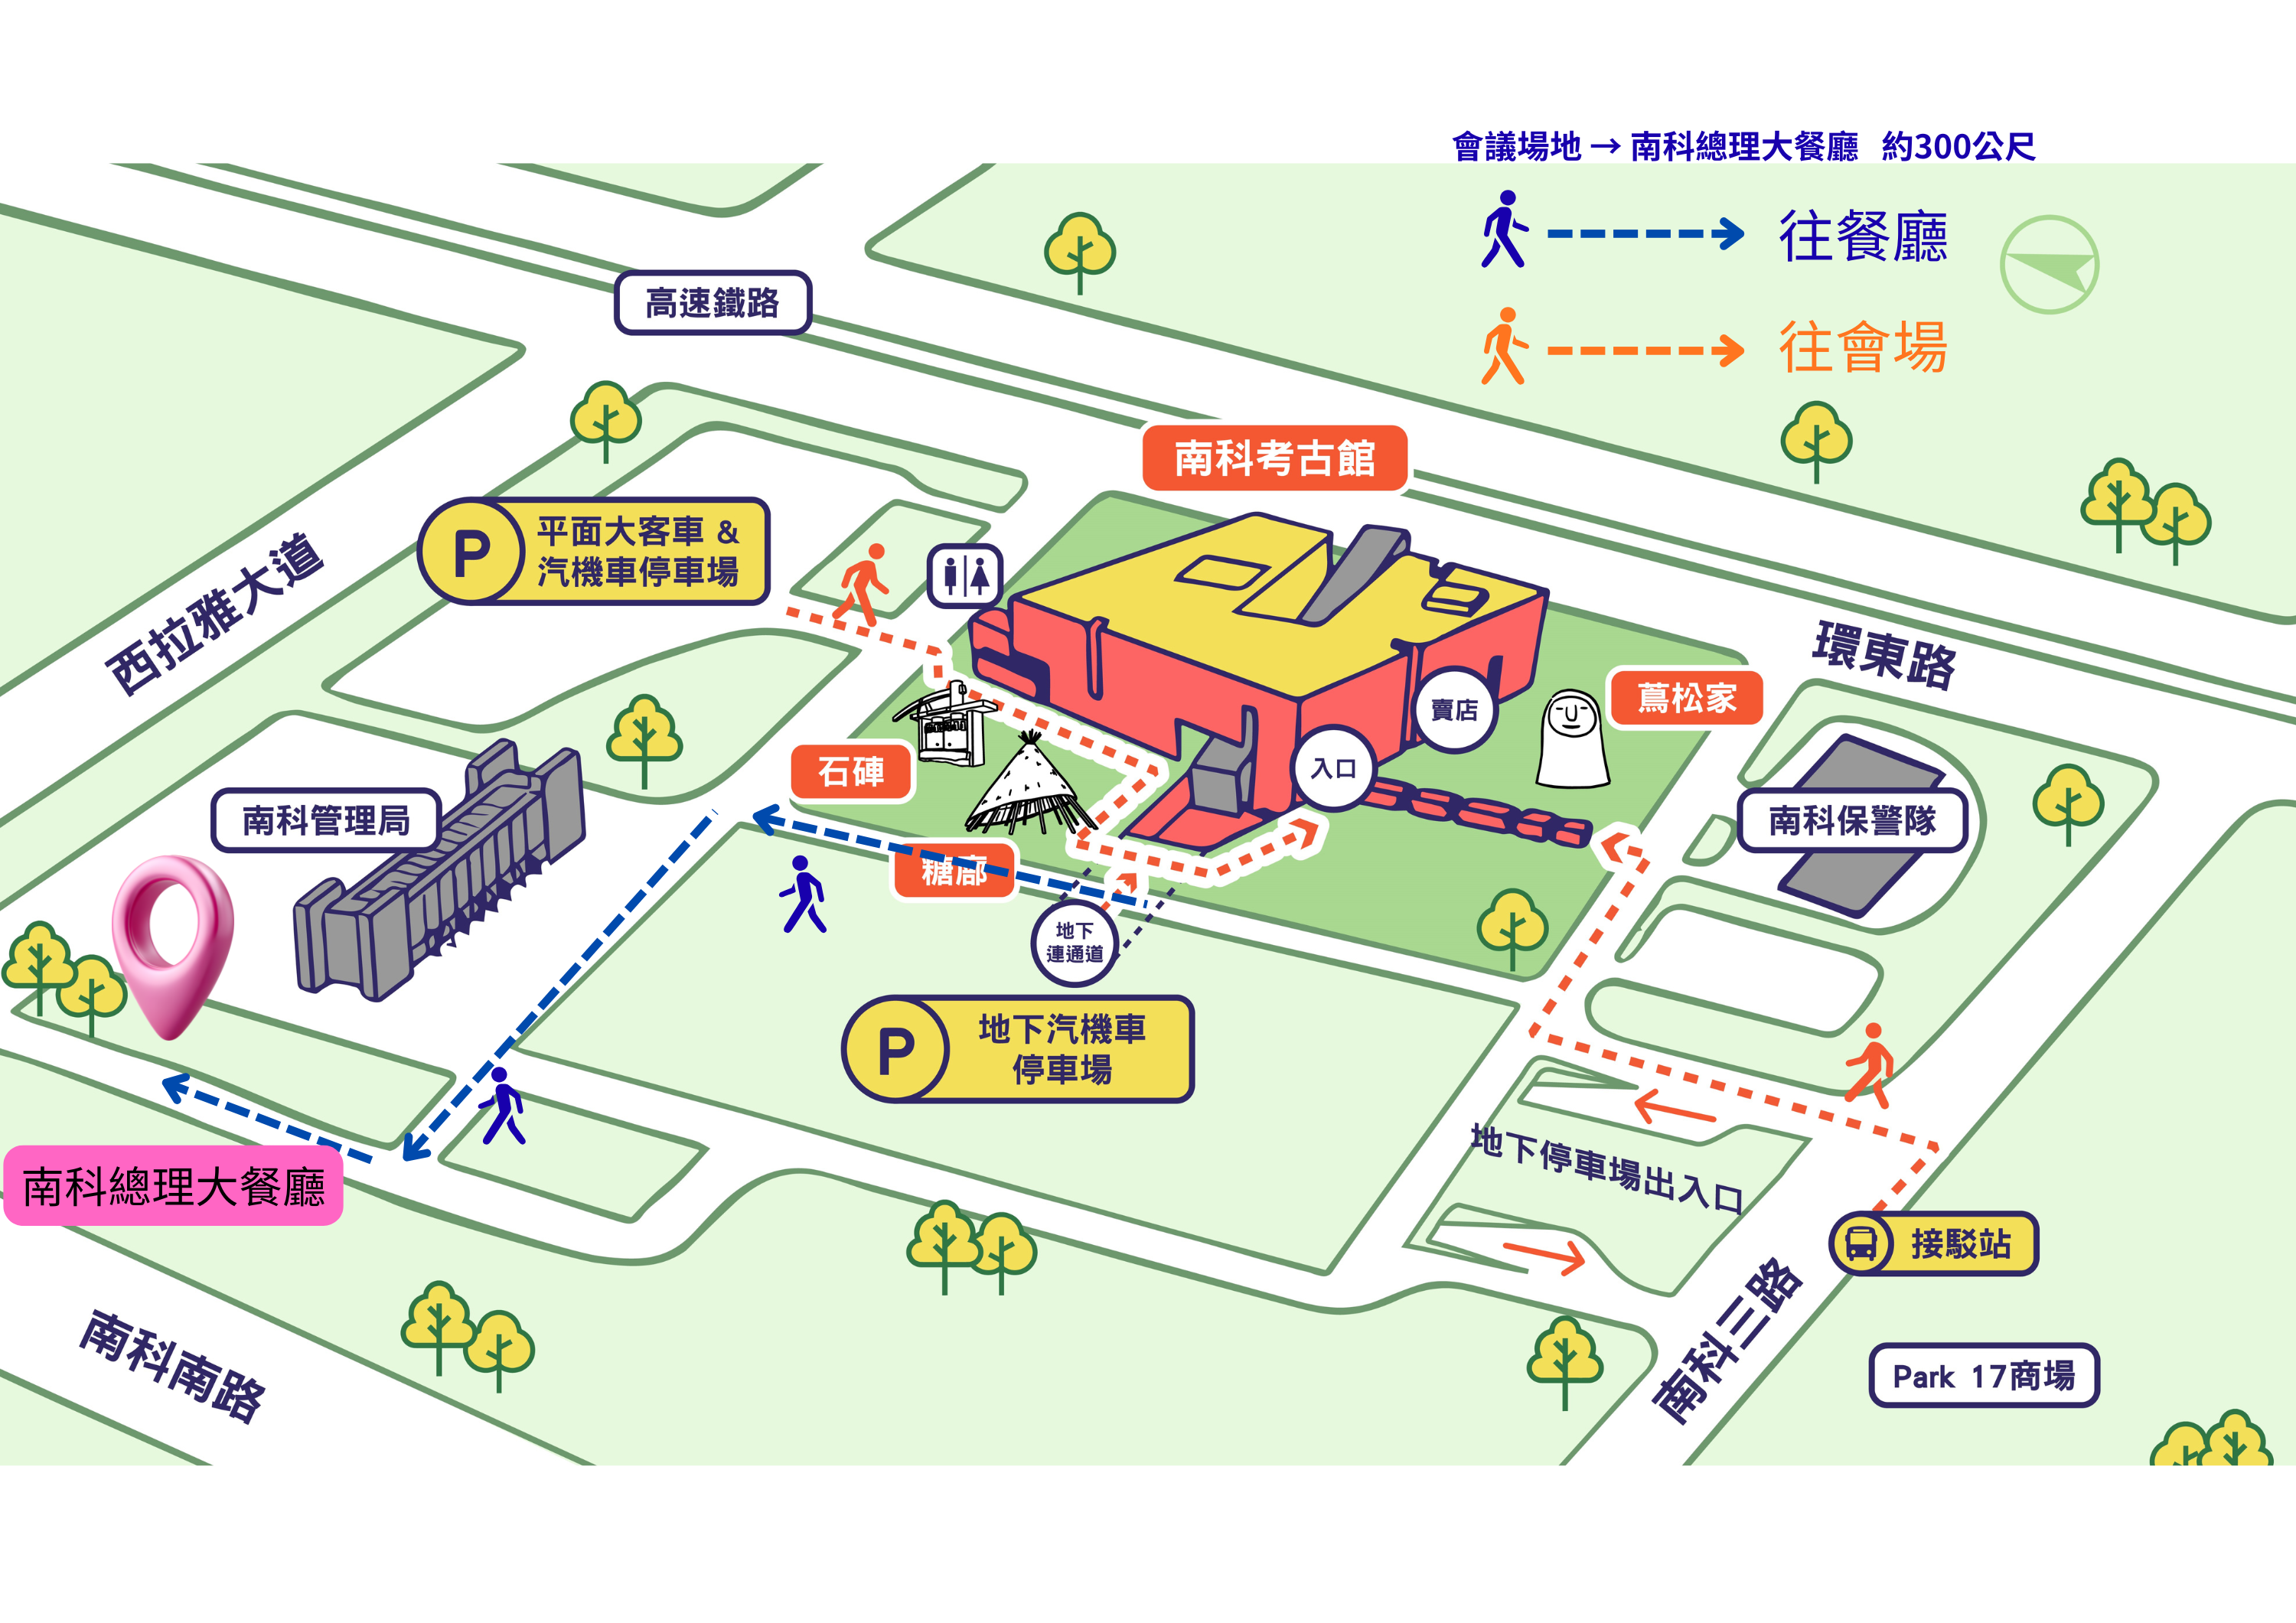 會議場地 → 南科總理大餐廳 約300公尺
往餐廳
往會場
高速鐵路
南科考古館
P
平面大客車 &
汽機車停車場
西拉雅大道
環東路
蔦松家
賣店
入口
石硨
南科管理局
南科保警隊
糖廍
地下
連通道
P
地下汽機車
停車場
地下停車場出入口
南科總理大餐廳
接駁站
南科三路
南科南路
Park 17商場